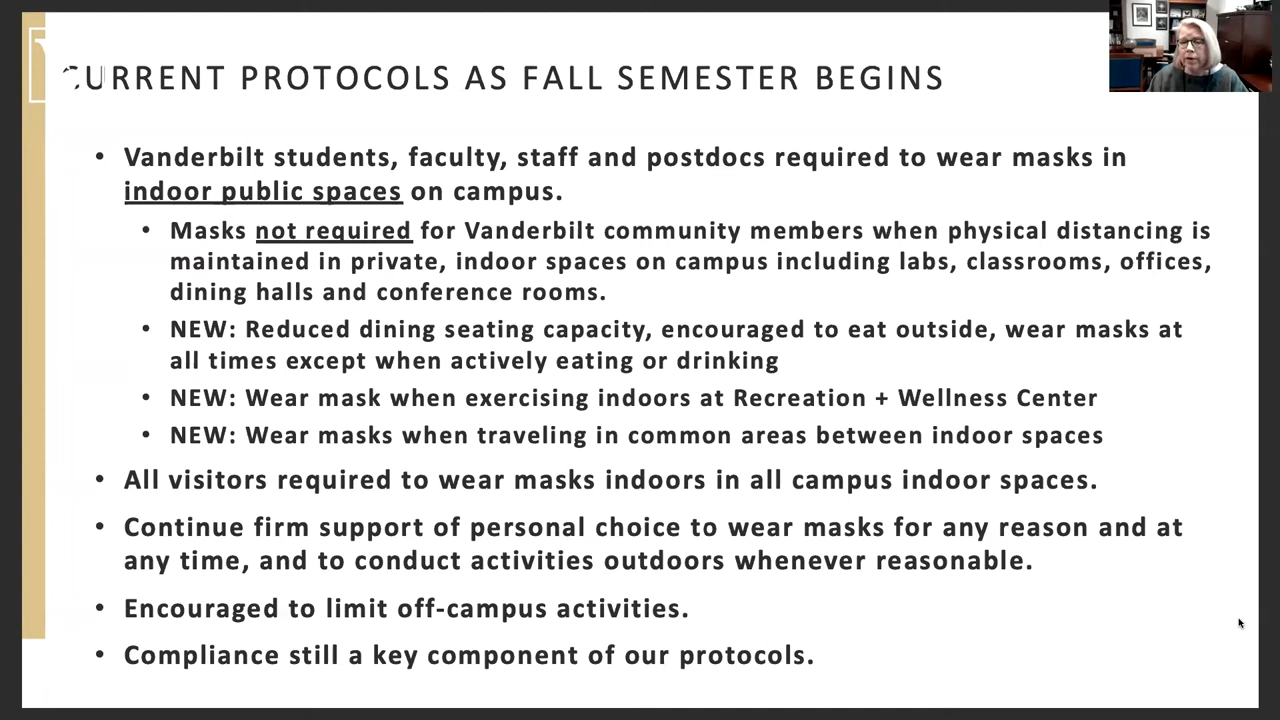 CURRENT PROTOCOLS AS FALL SEMESTER BEGINS
• Vanderbilt students, faculty, staff and postdocs required to wear masks in
indoor public spaces on campus.
• Masks not required for Vanderbilt community members when physical distancing is
maintained in private, indoor spaces on campus including labs, classrooms, offices,
dining halls and conference rooms.
• NEW: Reduced dining seating capacity, encouraged to eat outside, wear masks at
all times except when actively eating or drinking
• NEW: Wear mask when exercising indoors at Recreation + Wellness Center
• NEW: Wear masks when traveling in common areas between indoor spaces
• All visitors required to wear masks indoors in all campus indoor spaces.
• Continue firm support of personal choice to wear masks for any reason and at
any time, and to conduct activities outdoors whenever reasonable.
• Encouraged to limit off-campus activities.
• Compliance still a key component of our protocols.